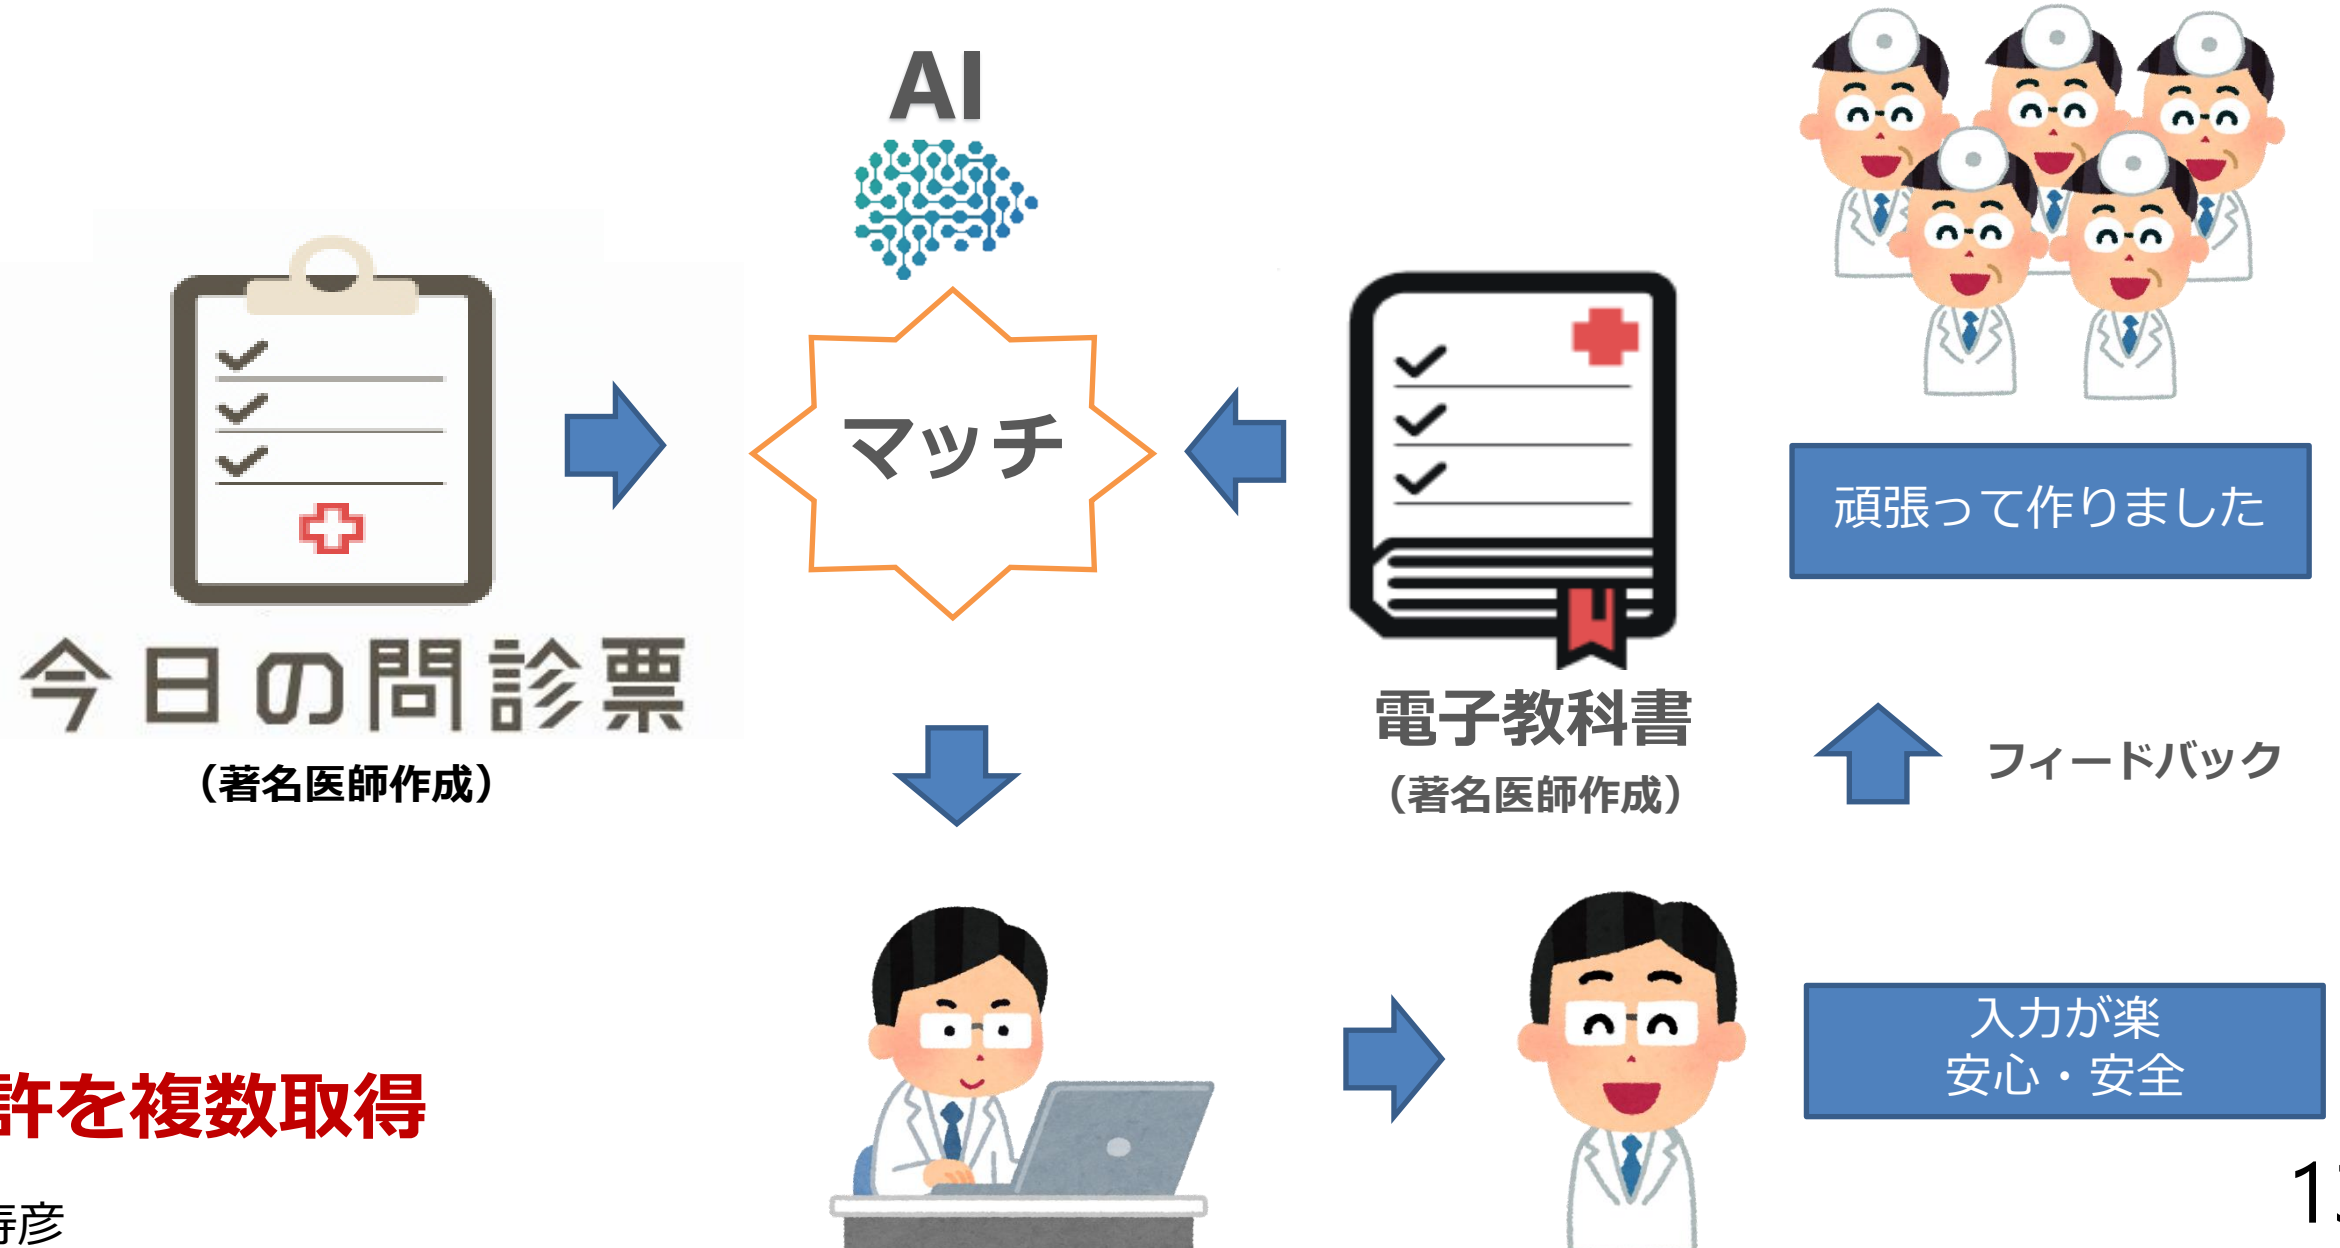 AI
マッチ
今日の問診票
（著名医師作成）
電子教科書
（著名医師作成）
頑張って作りました
フィードバック
入力が楽
安心・安全
許を複数取得
寿彦